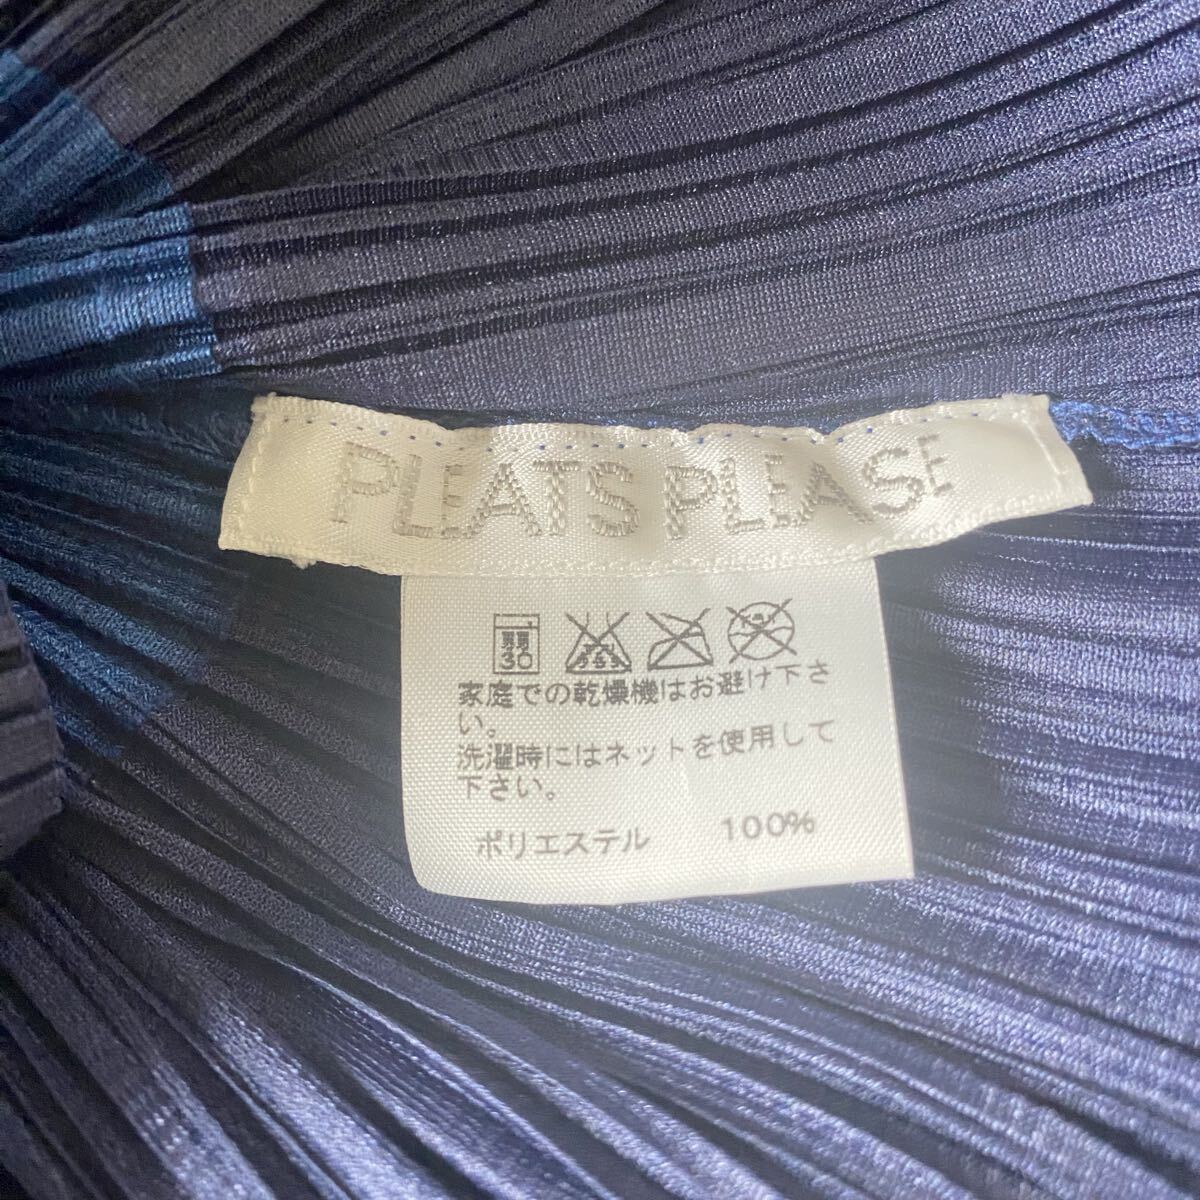 PLEATS PLEASE
30
家庭での乾燥機はお避け下さ
い。
洗濯時にはネットを使用して
下さい。
ポリエステル 100%